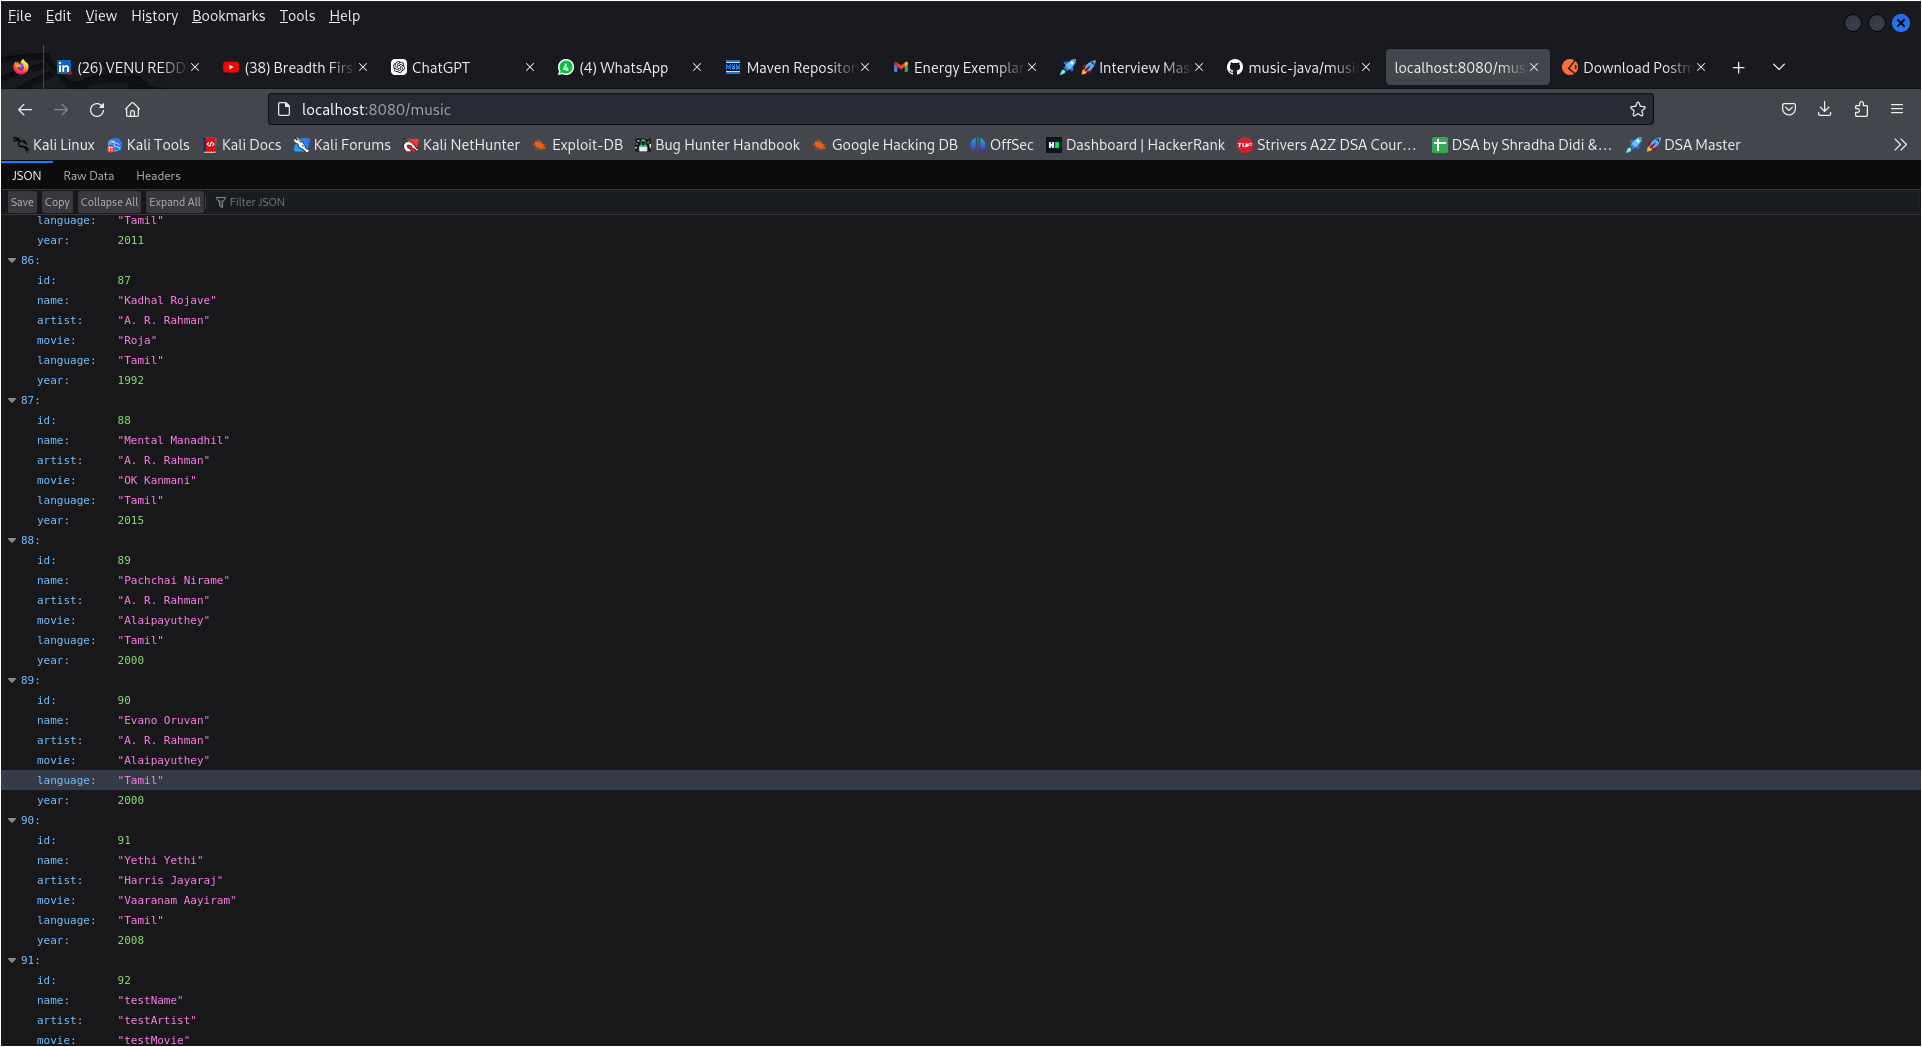 File Edit View History Bookmarks Tools Help
(26) VENU REDD (38) Breadth Firs ChatGPT (4) WhatsApp Maven Repositor Energy Exemplar Interview Mas music-java/musi localhost:8080/mus Download Postm
localhost:8080/music
Kali Linux Kali Tools Kali Docs Kali Forums Kali NetHunter Exploit-DB Bug Hunter Handbook Google Hacking DB OffSec Dashboard | HackerRank Strivers A2Z DSA Cour... DSA by Shradha Didi &... DSA Master
JSON Raw Data Headers
Save Copy Collapse All Expand All Filter JSON
language: "Tamil"
year: 2011
86:
id: 87
name: "Kadhal Rojave"
artist: "A. R. Rahman"
movie: "Roja"
language: "Tamil"
year: 1992
87:
id: 88
name: "Mental Manadhil"
artist: "A. R. Rahman"
movie: "OK Kanmani"
language: "Tamil"
year: 2015
88:
id: 89
name: "Pachchai Nirame"
artist: "A. R. Rahman"
movie: "Alaipayuthey"
language: "Tamil"
year: 2000
89:
id: 90
name: "Evano Oruvan"
artist: "A. R. Rahman"
movie: "Alaipayuthey"
language: "Tamil"
year: 2000
90:
id: 91
name: "Yethi Yethi"
artist: "Harris Jayaraj"
movie: "Vaaranam Aayiram"
language: "Tamil"
year: 2008
91:
id: 92
name: "testName"
artist: "testArtist"
movie: "testMovie"